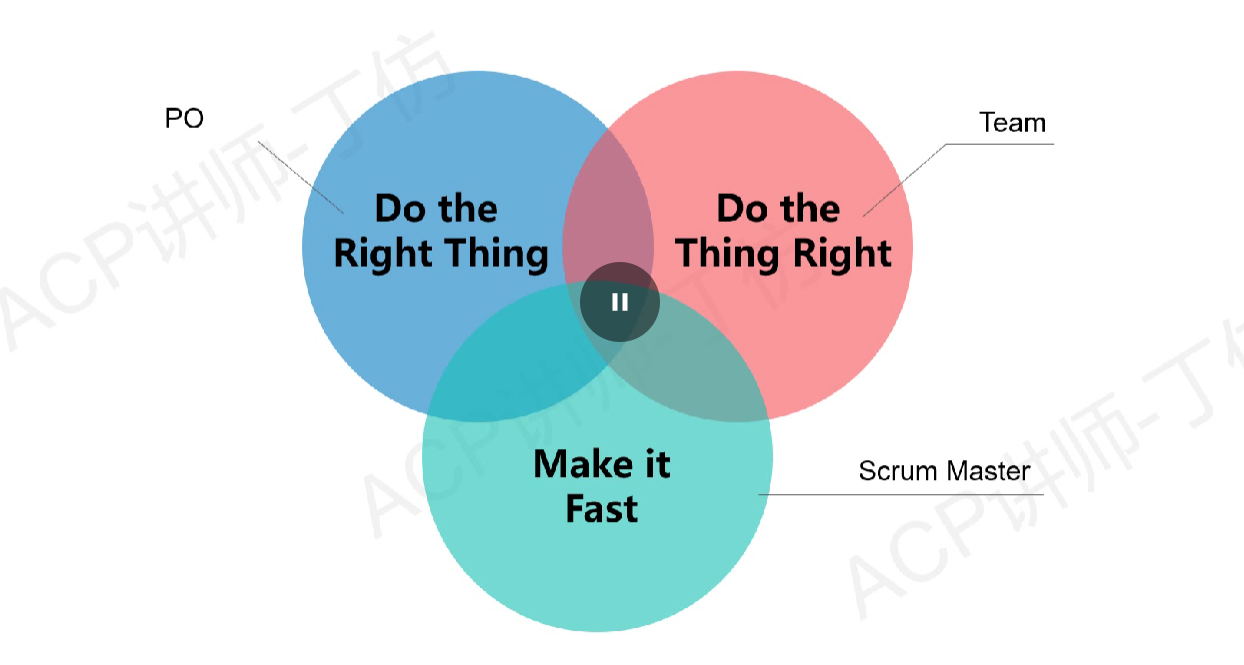 PO
Team
Do the
Right Thing
Do the
Thing Right
Make it
Fast
Scrum Master
ACP讲师-丁仿
ACP讲师-丁仿
ACP讲师-丁仿